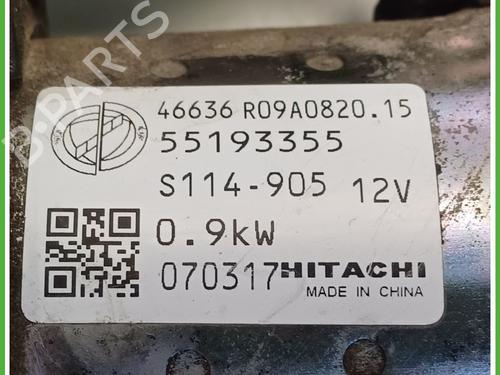 B-PARTS
46636 R09A0820.15
55193355
S114-905 12V
0.9kW
070317 HITACHI
MADE IN CHINA